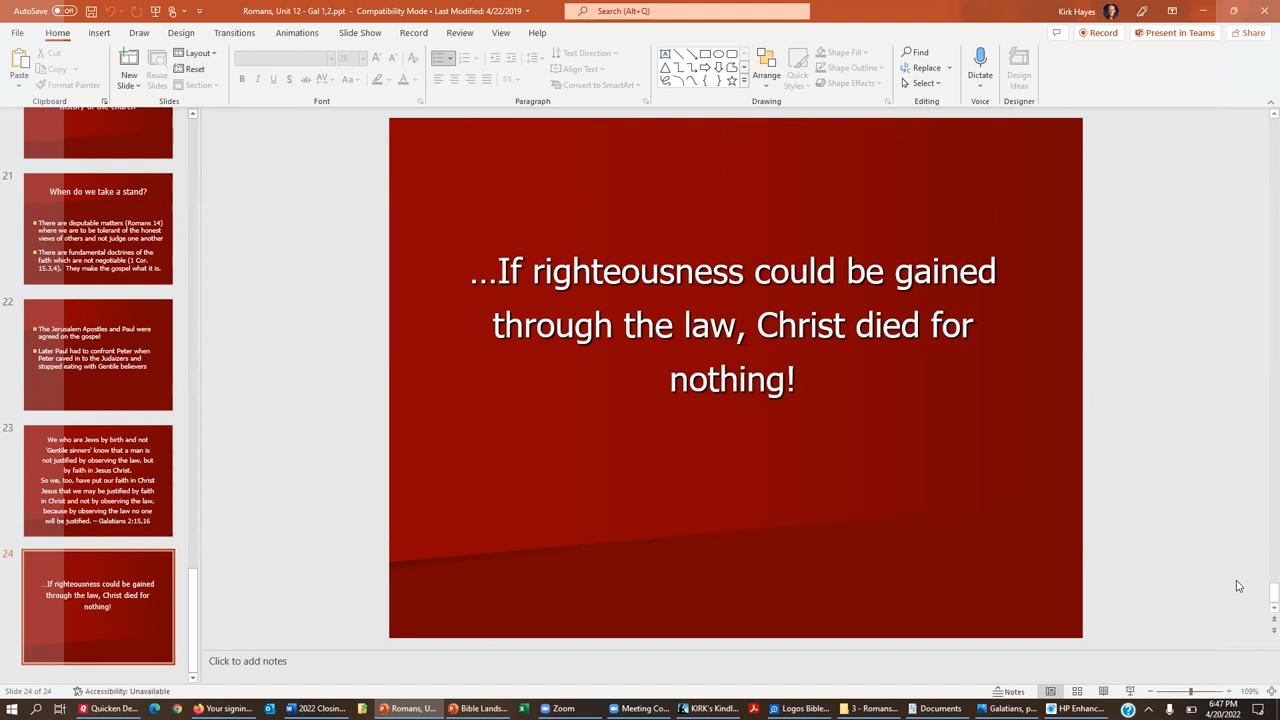 AutoSave Off
Romans, Unit 12 - Gal 1,2.ppt - Compatibility Mode • Last Modified: 4/22/2019
Search (Alt+Q)
Kirk Hayes
File Home Insert Draw Design Transitions Animations Slide Show Record Review View Help
Record Present in Teams Share
Paste
Cut
Copy
Format Painter
Clipboard
New Slide
Reuse Slides
Layout
Reset
Section
Slides
28
Font
Text Direction
Align Text
Convert to SmartArt
Paragraph
Arrange
Quick Styles
Shape Fill
Shape Outline
Shape Effects
Drawing
Find
Replace
Select
Editing
Dictate
Voice
Design Ideas
Designer
history of the church
21
When do we take a stand?
There are disputable matters (Romans 14)
where we are to be tolerant of the honest
views of others and not judge one another
There are fundamental doctrines of the
faith which are not negotiable (1 Cor.
15.3,4). They make the gospel what it is.
22
The Jerusalem Apostles and Paul were
agreed on the gospel
Later Paul had to confront Peter when
Peter caved in to the Judaizers and
stopped eating with Gentile believers
23
We who are Jews by birth and not
'Gentile sinners' know that a man is
not justified by observing the law, but
by faith in Jesus Christ.
So we, too, have put our faith in Christ
Jesus that we may be justified by faith
in Christ and not by observing the law,
because by observing the law no one
will be justified. – Galatians 2:15,16
24
…If righteousness could be gained
through the law, Christ died for
nothing!
…If righteousness could be gained
through the law, Christ died for
nothing!
Click to add notes
Slide 24 of 24 Accessibility: Unavailable
Notes
109%
Quicken De...
Your signin...
2022 Closin...
Romans, U...
Bible Lands...
Zoom
Meeting Co...
KIRK's Kindl...
Logos Bible...
3 - Romans...
Documents
HP Enhanc...
6:47 PM
4/20/2022